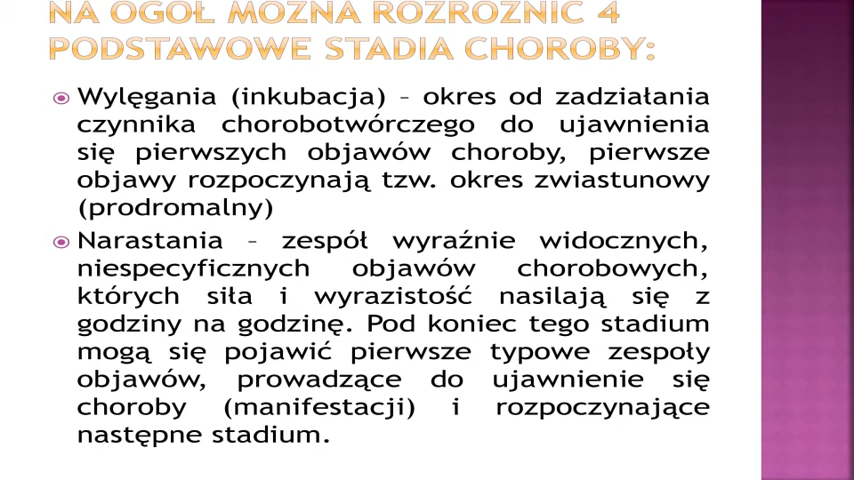 NA OGÓŁ MOŻNA ROZRÓŻNIĆ 4
PODSTAWOWE STADIA CHOROBY:
Wylęgania (inkubacja) – okres od zadziałania
czynnika chorobotwórczego do ujawnienia
się pierwszych objawów choroby, pierwsze
objawy rozpoczynają tzw. okres zwiastunowy
(prodromalny)
Narastania – zespół wyraźnie widocznych,
niespecyficznych objawów chorobowych,
których siła i wyrazistość nasilają się z
godziny na godzinę. Pod koniec tego stadium
mogą się pojawić pierwsze typowe zespoły
objawów, prowadzące do ujawnienie się
choroby (manifestacji) i rozpoczynające
następne stadium.